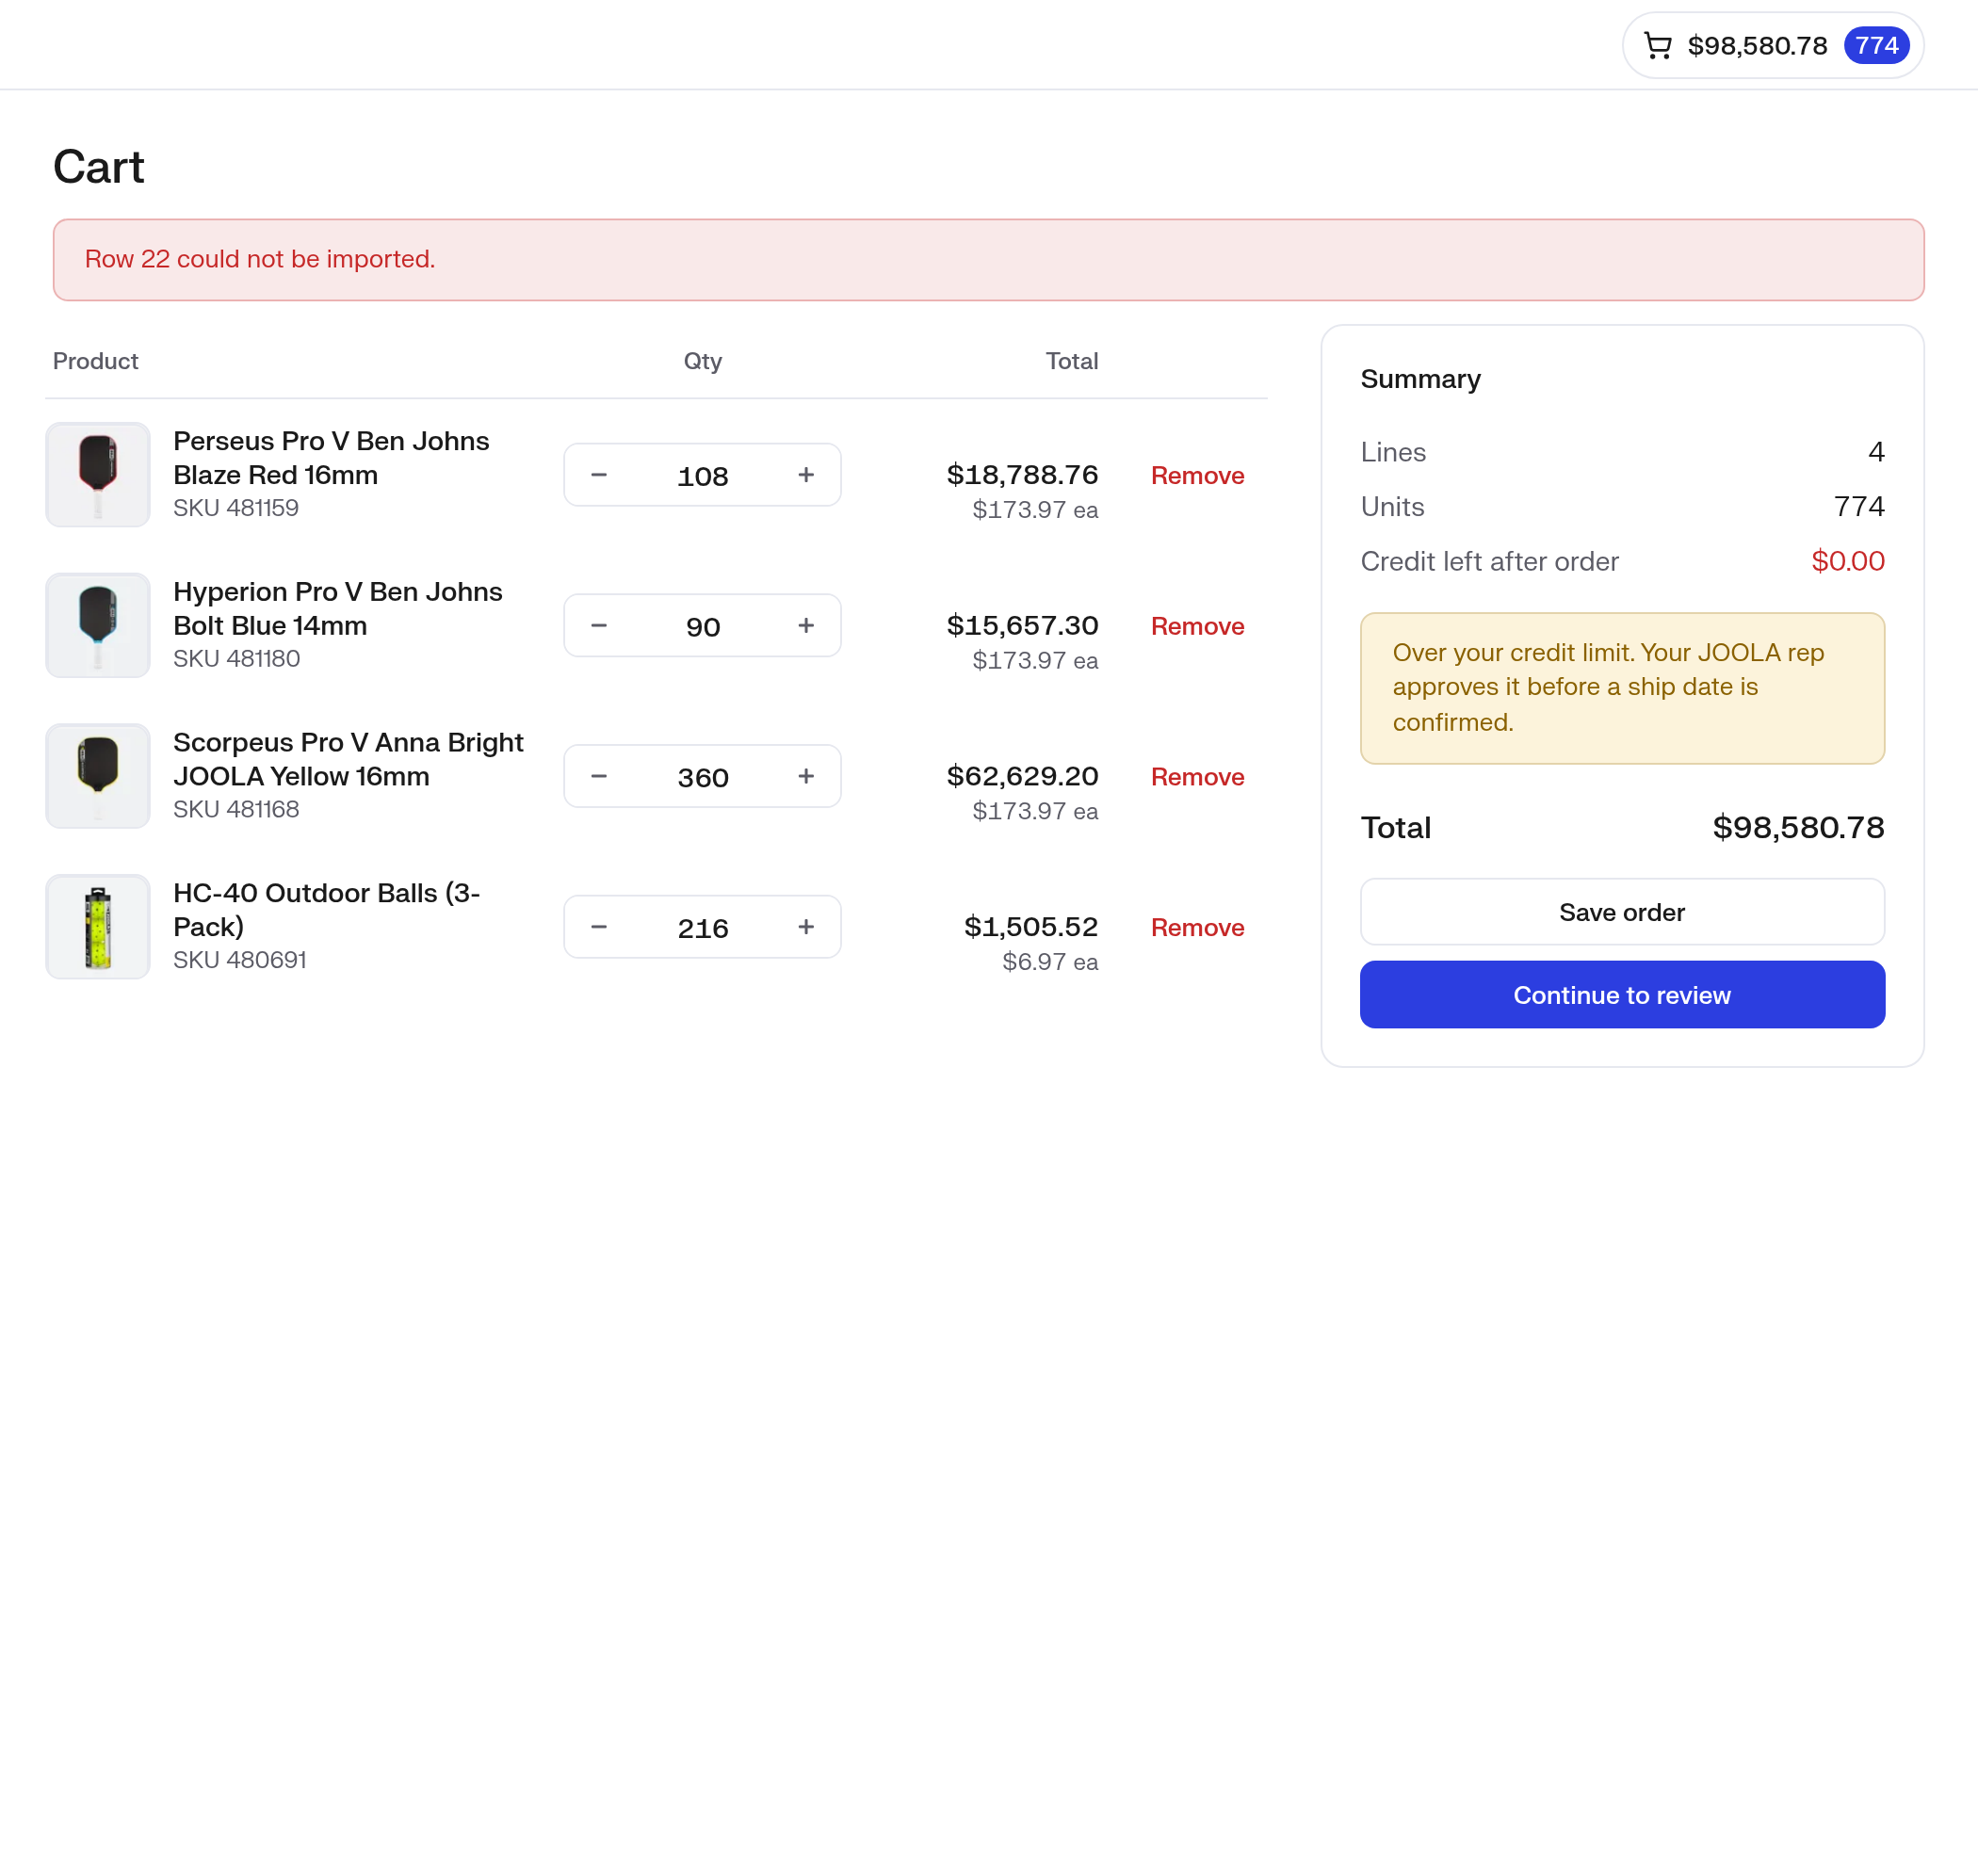 $98,580.78 774
Cart
Row 22 could not be imported.
Product Qty Total
Perseus Pro V Ben Johns
Blaze Red 16mm
SKU 481159
− 108 +
$18,788.76
$173.97 ea
Remove
Hyperion Pro V Ben Johns
Bolt Blue 14mm
SKU 481180
− 90 +
$15,657.30
$173.97 ea
Remove
Scorpeus Pro V Anna Bright
JOOLA Yellow 16mm
SKU 481168
− 360 +
$62,629.20
$173.97 ea
Remove
HC-40 Outdoor Balls (3-
Pack)
SKU 480691
− 216 +
$1,505.52
$6.97 ea
Remove
Summary
Lines 4
Units 774
Credit left after order $0.00
Over your credit limit. Your JOOLA rep
approves it before a ship date is
confirmed.
Total $98,580.78
Save order
Continue to review